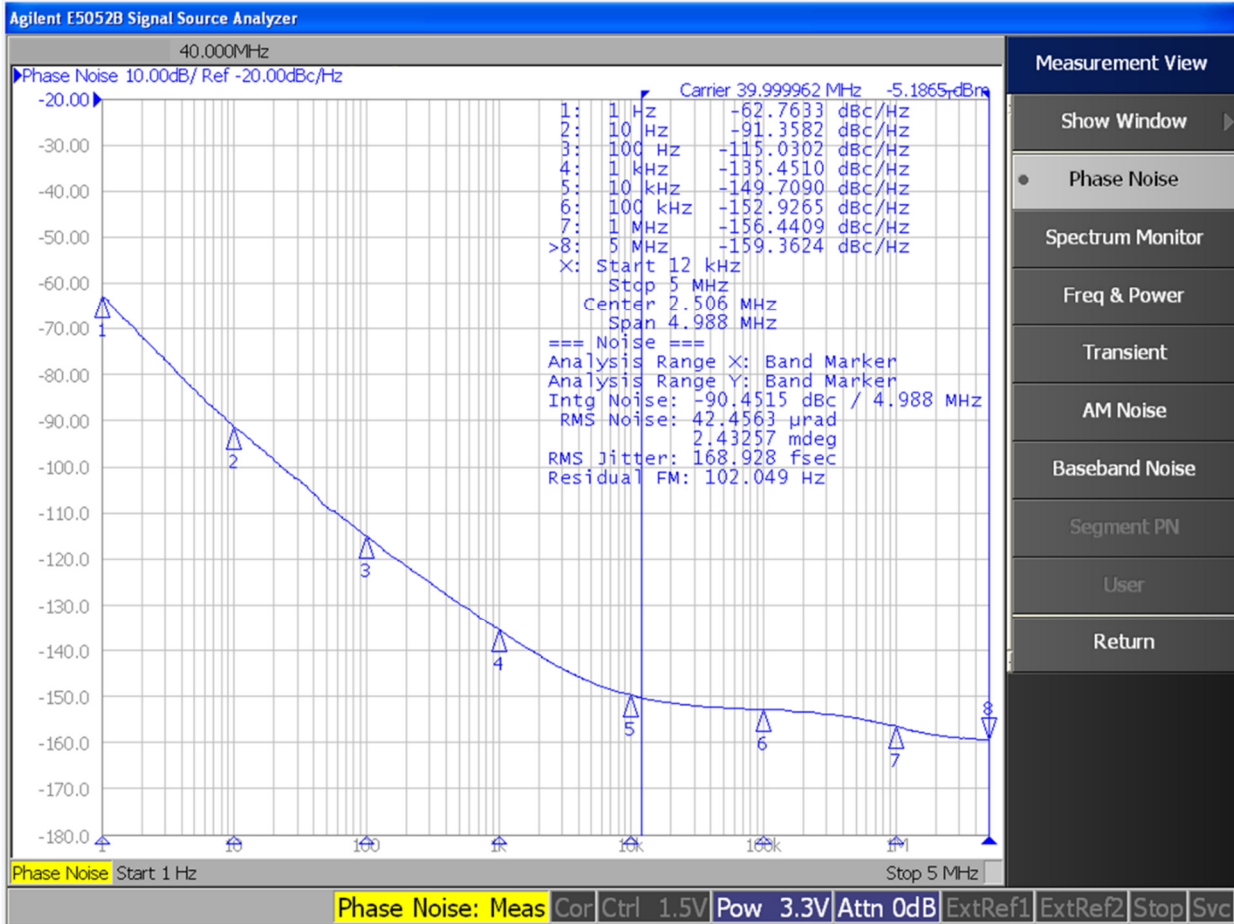 Agilent E5052B Signal Source Analyzer
40.000MHz
Phase Noise 10.00dB/ Ref -20.00dBc/Hz
Carrier 39.999962 MHz -5.1865 dBm
1: 1 Hz -62.7633 dBc/Hz
2: 10 Hz -91.3582 dBc/Hz
3: 100 Hz -115.0302 dBc/Hz
4: 1 kHz -135.4510 dBc/Hz
5: 10 kHz -149.7090 dBc/Hz
6: 100 kHz -152.9265 dBc/Hz
7: 1 MHz -156.4409 dBc/Hz
>8: 5 MHz -159.3624 dBc/Hz
X: Start 12 kHz
Stop 5 MHz
Center 2.506 MHz
Span 4.988 MHz
=== Noise ===
Analysis Range X: Band Marker
Analysis Range Y: Band Marker
Intg Noise: -90.4515 dBc / 4.988 MHz
RMS Noise: 42.4563 µrad
2.43257 mdeg
RMS Jitter: 168.928 fsec
Residual FM: 102.049 Hz
-20.00
-30.00
-40.00
-50.00
-60.00
-70.00
-80.00
-90.00
-100.0
-110.0
-120.0
-130.0
-140.0
-150.0
-160.0
-170.0
-180.0
1
2
3
4
5
6
7
8
1 10 100 1k 10k 100k 1M
Phase Noise Start 1 Hz Stop 5 MHz
Phase Noise: Meas Cor Ctrl 1.5V Pow 3.3V Attn 0dB ExtRef1 ExtRef2 Stop Svc
Measurement View
Show Window
Phase Noise
Spectrum Monitor
Freq & Power
Transient
AM Noise
Baseband Noise
Segment PN
User
Return